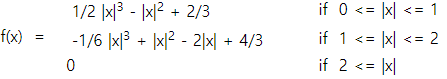 1/2 |x|³ - |x|² + 2/3 if 0 <= |x| <= 1
f(x) = -1/6 |x|³ + |x|² - 2|x| + 4/3 if 1 <= |x| <= 2
0 if 2 <= |x|